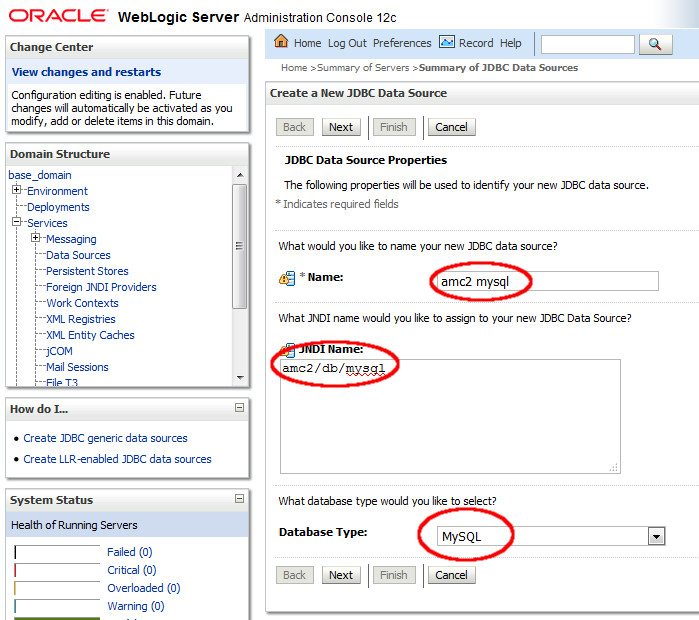 ORACLE WebLogic Server Administration Console 12c
Change Center
View changes and restarts
Configuration editing is enabled. Future
changes will automatically be activated as you
modify, add or delete items in this domain.
Domain Structure
base_domain
Environment
Deployments
Services
Messaging
Data Sources
Persistent Stores
Foreign JNDI Providers
Work Contexts
XML Registries
XML Entity Caches
jCOM
Mail Sessions
File T3
How do I...
Create JDBC generic data sources
Create LLR-enabled JDBC data sources
System Status
Health of Running Servers
Failed (0)
Critical (0)
Overloaded (0)
Warning (0)
Home Log Out Preferences Record Help
Home >Summary of Servers >Summary of JDBC Data Sources
Create a New JDBC Data Source
Back Next Finish Cancel
JDBC Data Source Properties
The following properties will be used to identify your new JDBC data source.
* Indicates required fields
What would you like to name your new JDBC data source?
* Name: amc2 mysql
What JNDI name would you like to assign to your new JDBC Data Source?
JNDI Name:
amc2/db/mysql
What database type would you like to select?
Database Type: MySQL
Back Next Finish Cancel